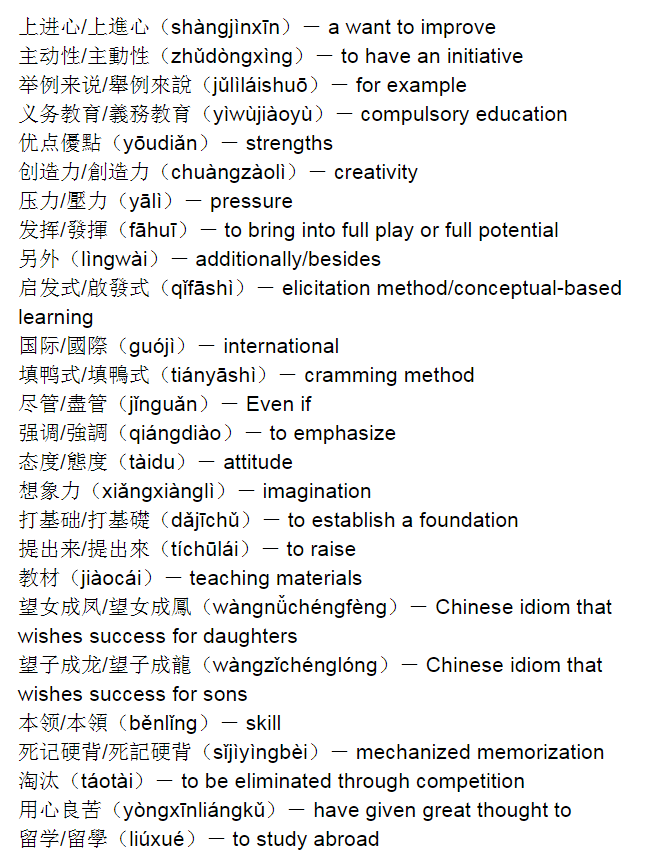 上进心/上進心（shàngjìnxīn）— a want to improve
主动性/主動性（zhǔdòngxìng）— to have an initiative
举例来说/舉例來說（jǔlìláishuō）— for example
义务教育/義務教育（yìwùjiàoyù）— compulsory education
优点優點（yōudiǎn）— strengths
创造力/創造力（chuàngzàolì）— creativity
压力/壓力（yālì）— pressure
发挥/發揮（fāhuī）— to bring into full play or full potential
另外（lìngwài）— additionally/besides
启发式/啟發式（qǐfāshì）— elicitation method/conceptual-based
learning
国际/國際（guójì）— international
填鸭式/填鴨式（tiányāshì）— cramming method
尽管/盡管（jǐnguǎn）— Even if
强调/強調（qiángdiào）— to emphasize
态度/態度（tàidu）— attitude
想象力（xiǎngxiànglì）— imagination
打基础/打基礎（dǎjīchǔ）— to establish a foundation
提出来/提出來（tíchūlái）— to raise
教材（jiàocái）— teaching materials
望女成凤/望女成鳳（wàngnǚchéngfèng）— Chinese idiom that
wishes success for daughters
望子成龙/望子成龍（wàngzǐchénglóng）— Chinese idiom that
wishes success for sons
本领/本領（běnlǐng）— skill
死记硬背/死記硬背（sǐjìyìngbèi）— mechanized memorization
淘汰（táotài）— to be eliminated through competition
用心良苦（yòngxīnliángkǔ）— have given great thought to
留学/留學（liúxué）— to study abroad